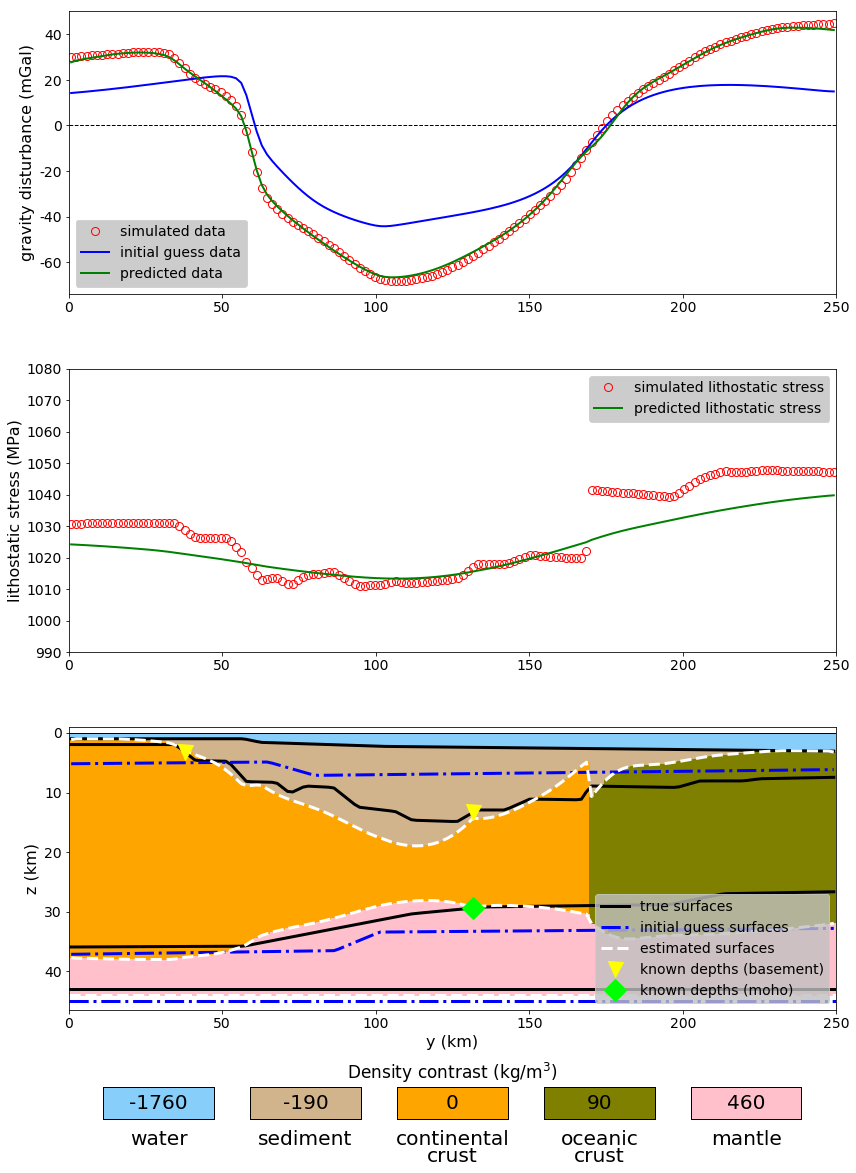 40
20
0
-20
-40
-60
gravity disturbance (mGal)
simulated data
initial guess data
predicted data
0 50 100 150 200 250
1080
1070
1060
1050
1040
1030
1020
1010
1000
990
lithostatic stress (MPa)
simulated lithostatic stress
predicted lithostatic stress
0 50 100 150 200 250
0
10
20
30
40
z (km)
true surfaces
initial guess surfaces
estimated surfaces
known depths (basement)
known depths (moho)
0 50 100 150 200 250
y (km)
Density contrast (kg/m³)
-1760 -190 0 90 460
water sediment continental oceanic mantle
crust crust